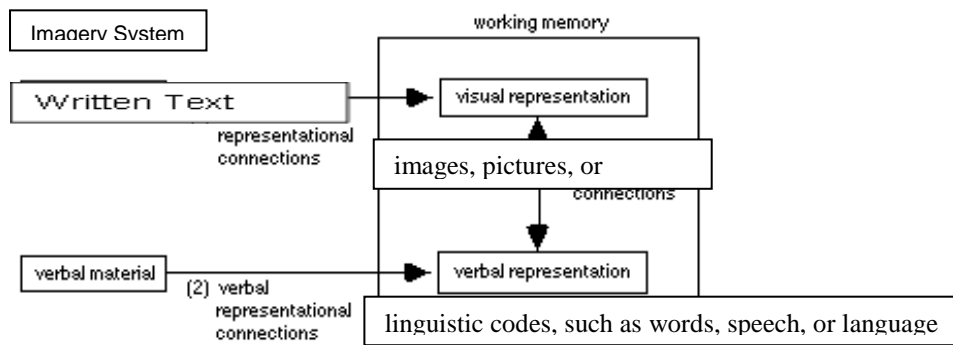 working memory
Imagery System
Written Text
visual representation
representational
connections
images, pictures, or
connections
verbal material
verbal representation
(2) verbal
representational
connections
linguistic codes, such as words, speech, or language